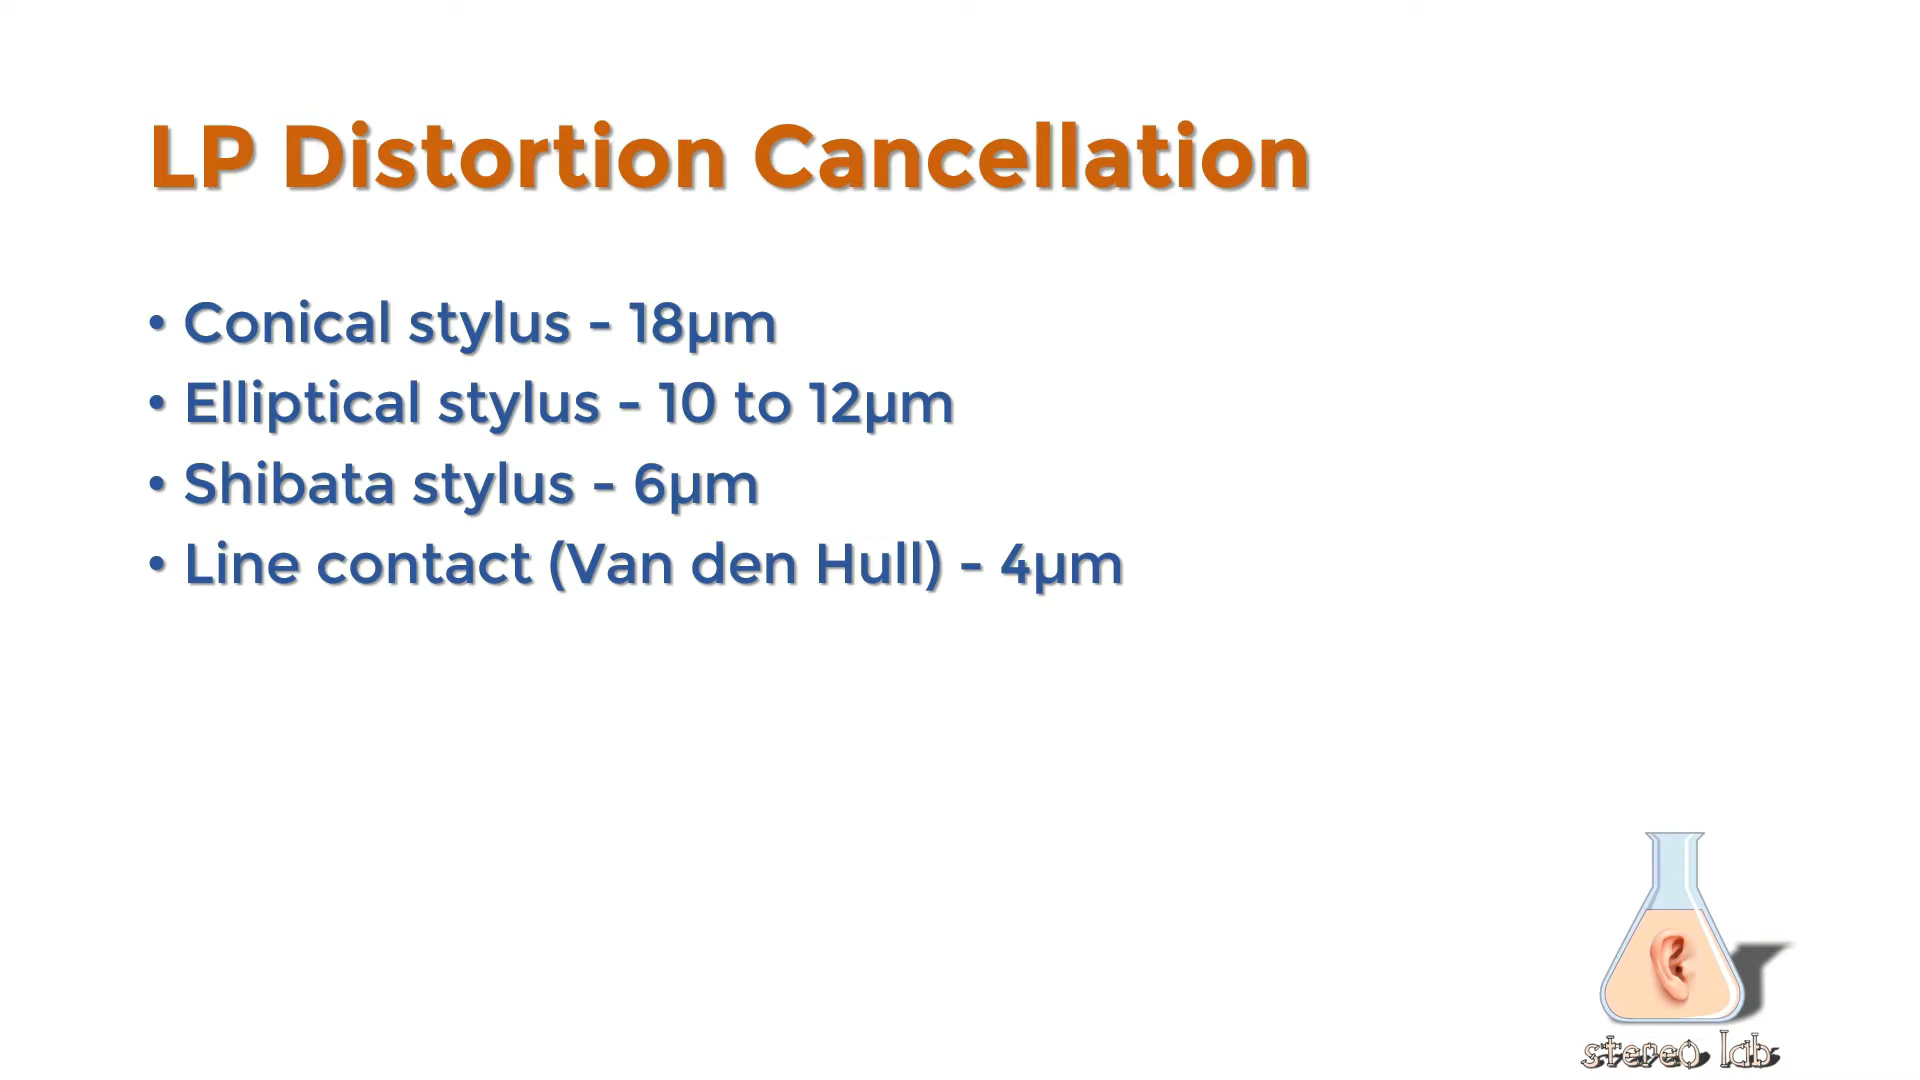 LP Distortion Cancellation
• Conical stylus - 18µm
• Elliptical stylus - 10 to 12µm
• Shibata stylus - 6µm
• Line contact (Van den Hull) - 4µm
stereo lab